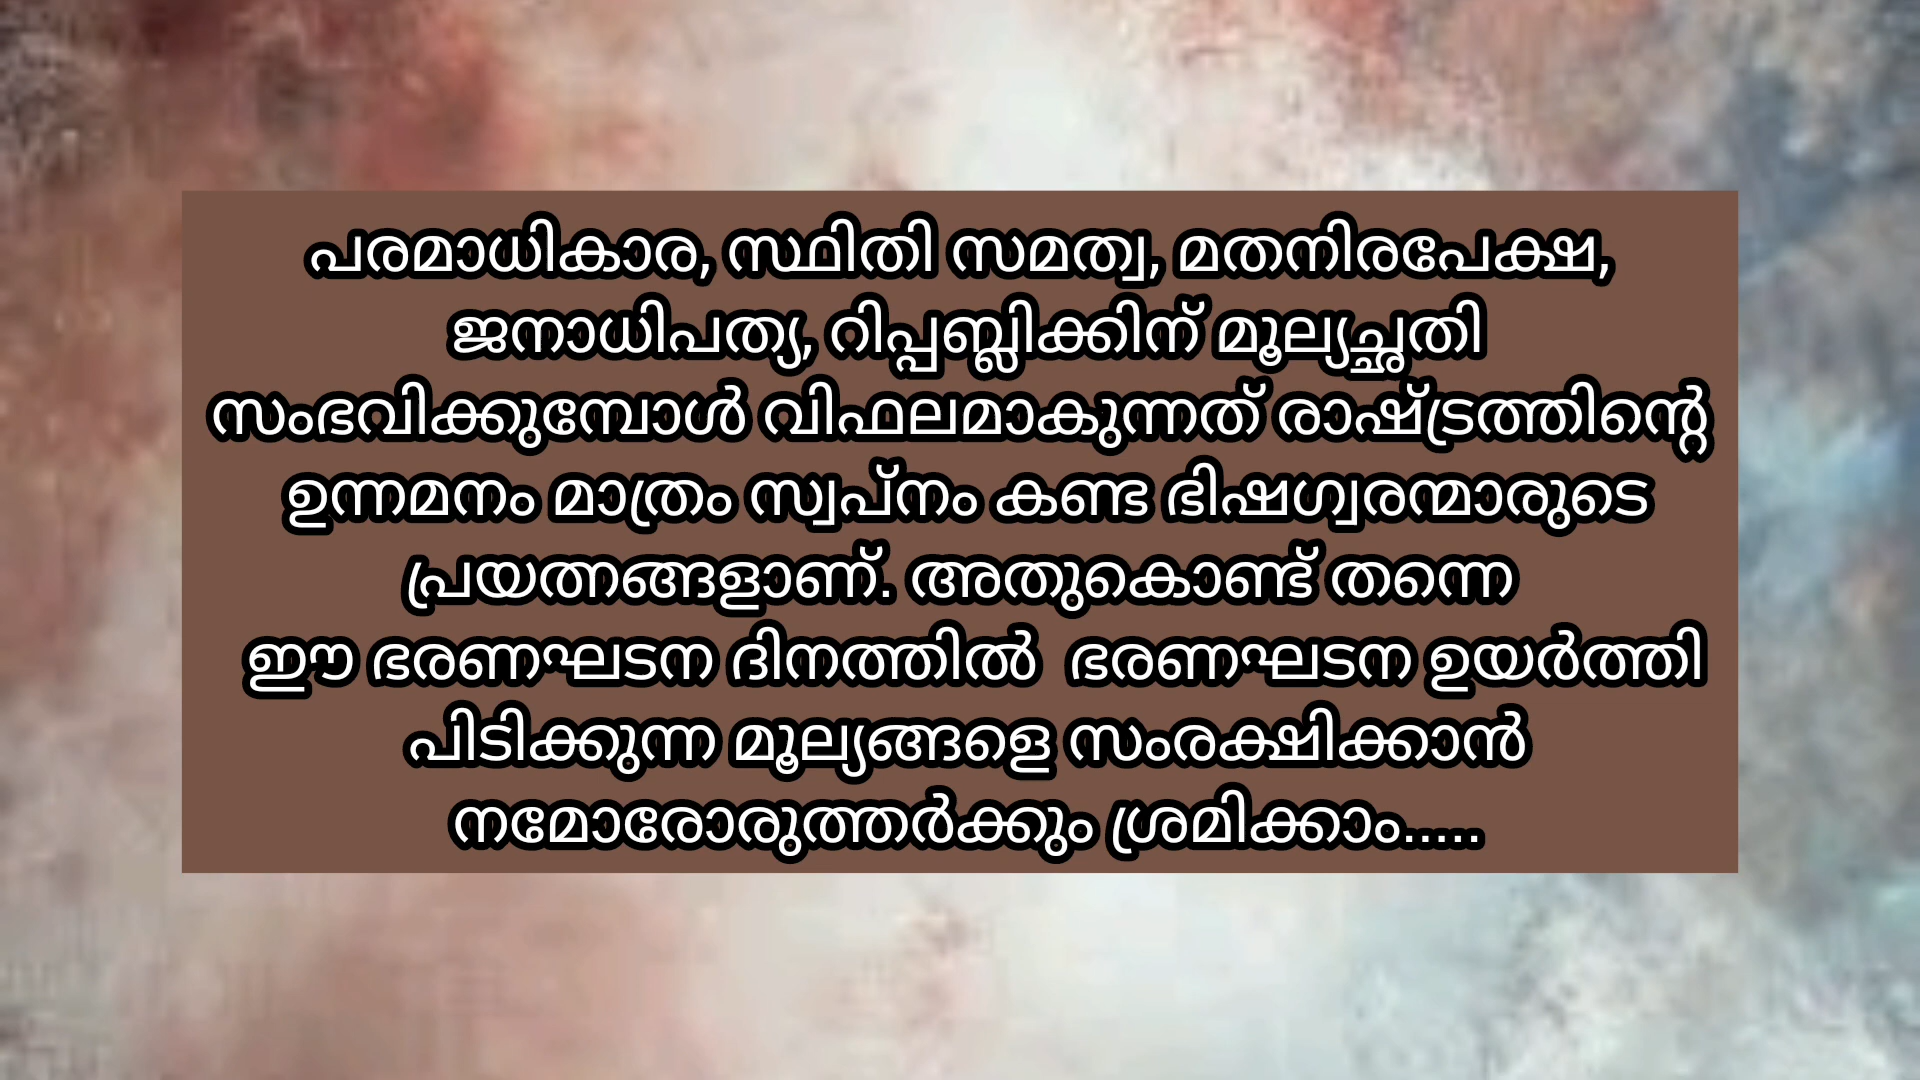 പരമാധികാര, സ്ഥിതി സമത്വ, മതനിരപേക്ഷ,
ജനാധിപത്യ, റിപ്പബ്ലിക്കിന് മൂല്യച്ഛതി
സംഭവിക്കുമ്പോൾ വിഫലമാകുന്നത് രാഷ്ട്രത്തിന്റെ
ഉന്നമനം മാത്രം സ്വപ്നം കണ്ട ഭിഷഗ്വരന്മാരുടെ
പ്രയത്നങ്ങളാണ്. അതുകൊണ്ട് തന്നെ
ഈ ഭരണഘടന ദിനത്തിൽ ഭരണഘടന ഉയർത്തി
പിടിക്കുന്ന മൂല്യങ്ങളെ സംരക്ഷിക്കാൻ
നമോരോരുത്തർക്കും ശ്രമിക്കാം.....